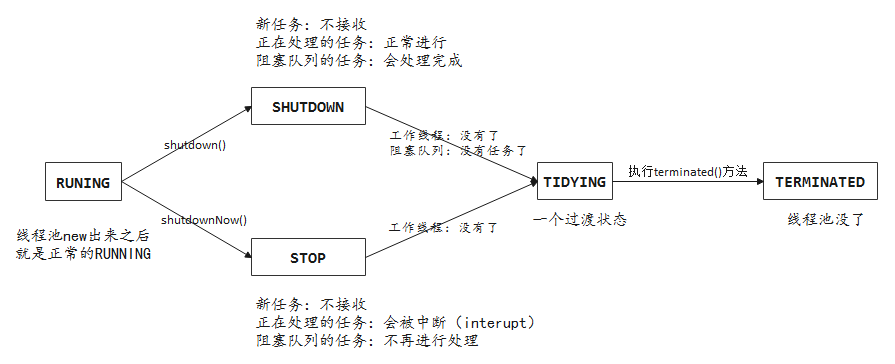 新任务：不接收
正在处理的任务：正常进行
阻塞队列的任务：会处理完成
SHUTDOWN
shutdown()
工作线程：没有了
阻塞队列：没有任务了
RUNING
TIDYING
执行terminated()方法
TERMINATED
shutdownNow()
一个过渡状态
线程池没了
线程池new出来之后
就是正常的RUNNING
工作线程：没有了
STOP
新任务：不接收
正在处理的任务：会被中断（interupt）
阻塞队列的任务：不再进行处理